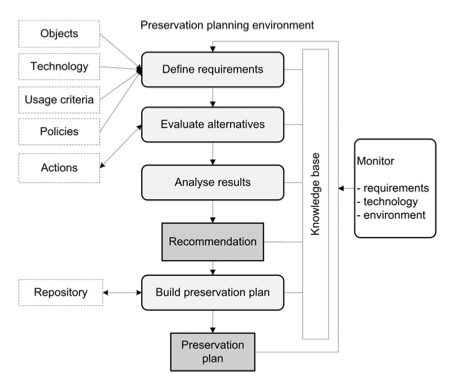 Preservation planning environment
Objects
Technology
Usage criteria
Policies
Actions
Repository
Define requirements
Evaluate alternatives
Analyse results
Recommendation
Build preservation plan
Preservation
plan
Knowledge base
Monitor
- requirements
- technology
- environment